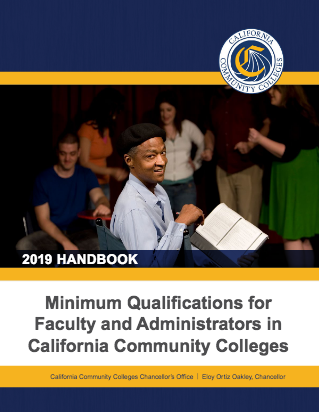 CALIFORNIA
COMMUNITY COLLEGES
2019 HANDBOOK
Minimum Qualifications for
Faculty and Administrators in
California Community Colleges
California Community Colleges Chancellor's Office | Eloy Ortiz Oakley, Chancellor